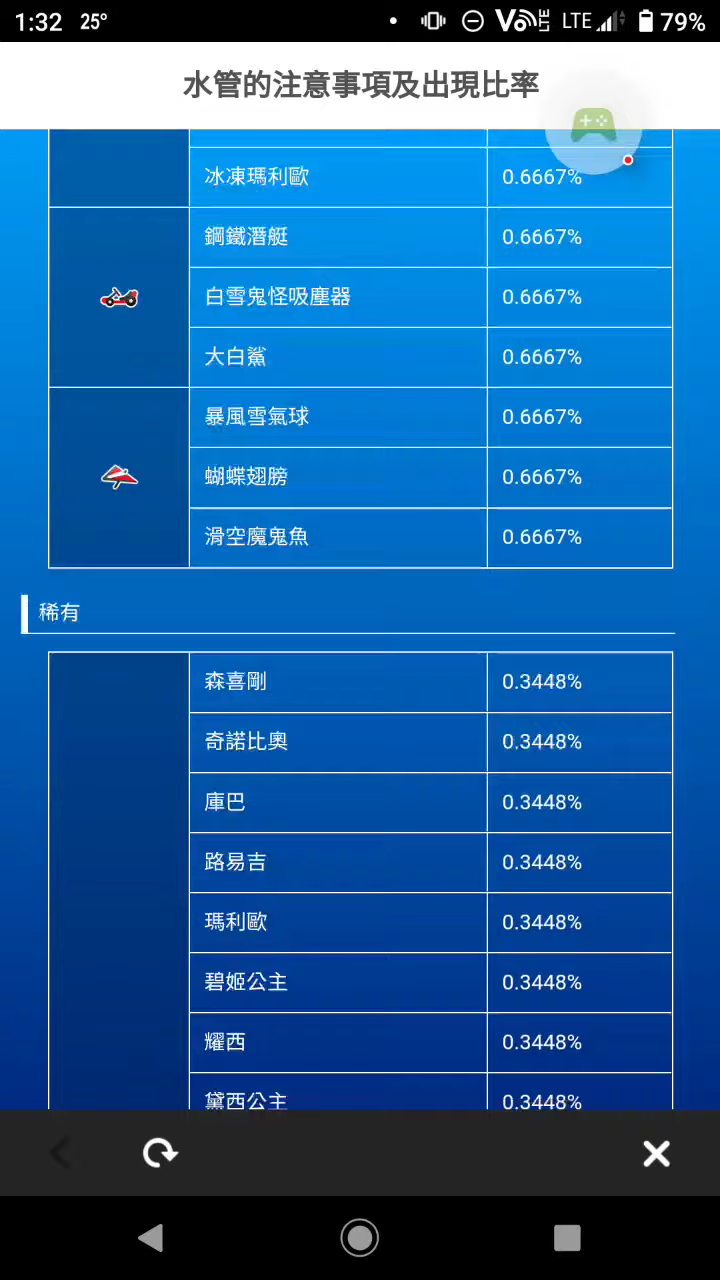 1:32 25° LTE LTE 79%
水管的注意事項及出現比率
冰凍瑪利歐 0.6667%
鋼鐵潛艇 0.6667%
白雪鬼怪吸塵器 0.6667%
大白鯊 0.6667%
暴風雪氣球 0.6667%
蝴蝶翅膀 0.6667%
滑空魔鬼魚 0.6667%
稀有
森喜剛 0.3448%
奇諾比奧 0.3448%
庫巴 0.3448%
路易吉 0.3448%
瑪利歐 0.3448%
碧姬公主 0.3448%
耀西 0.3448%
黛西公主 0.3448%